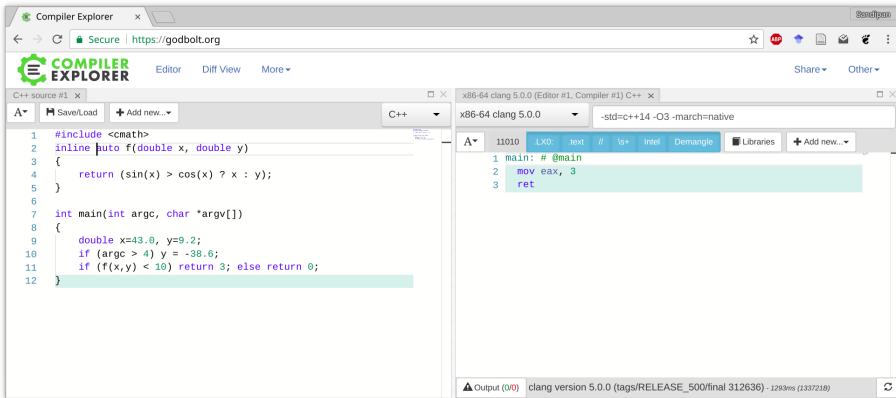 Compiler Explorer ×
Sandipan
Secure https://godbolt.org
ABP
COMPILER
EXPLORER
Editor Diff View More
Share Other
C++ source #1 ×
A Save/Load + Add new...
C++
1 #include <cmath>
2 inline auto f(double x, double y)
3 {
4 return (sin(x) > cos(x) ? x : y);
5 }
6
7 int main(int argc, char *argv[])
8 {
9 double x=43.0, y=9.2;
10 if (argc > 4) y = -38.6;
11 if (f(x,y) < 10) return 3; else return 0;
12 }
x86-64 clang 5.0.0 (Editor #1, Compiler #1) C++ ×
x86-64 clang 5.0.0 -std=c++14 -O3 -march=native
A 11010 .LX0: .text // \s+ Intel Demangle Libraries + Add new...
1 main: # @main
2 mov eax, 3
3 ret
Output (0/0) clang version 5.0.0 (tags/RELEASE_500/final 312636) - 1293ms (133721B)